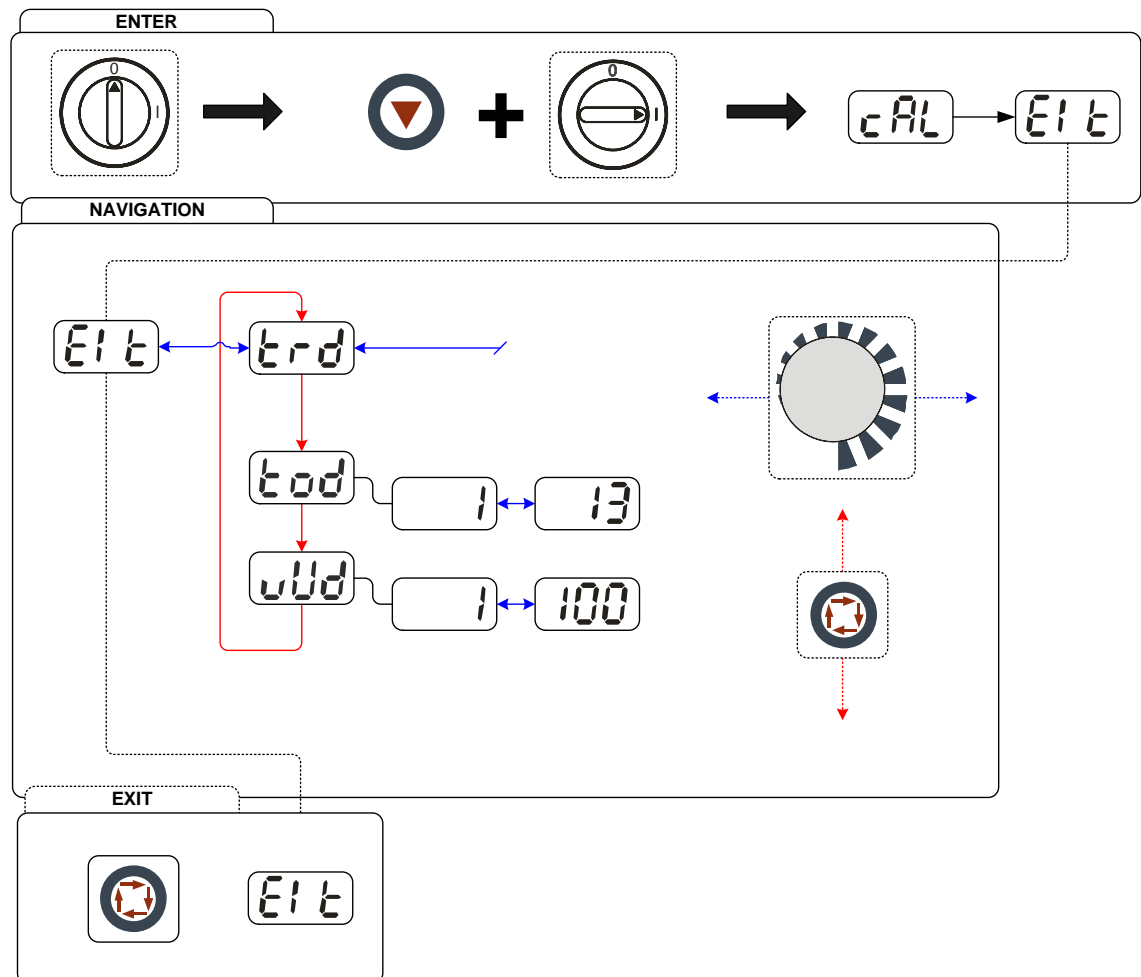 ENTER
0
I
0
I
cAL
EIt
NAVIGATION
EIt
trd
tod
1
13
vUd
1
100
EXIT
EIt